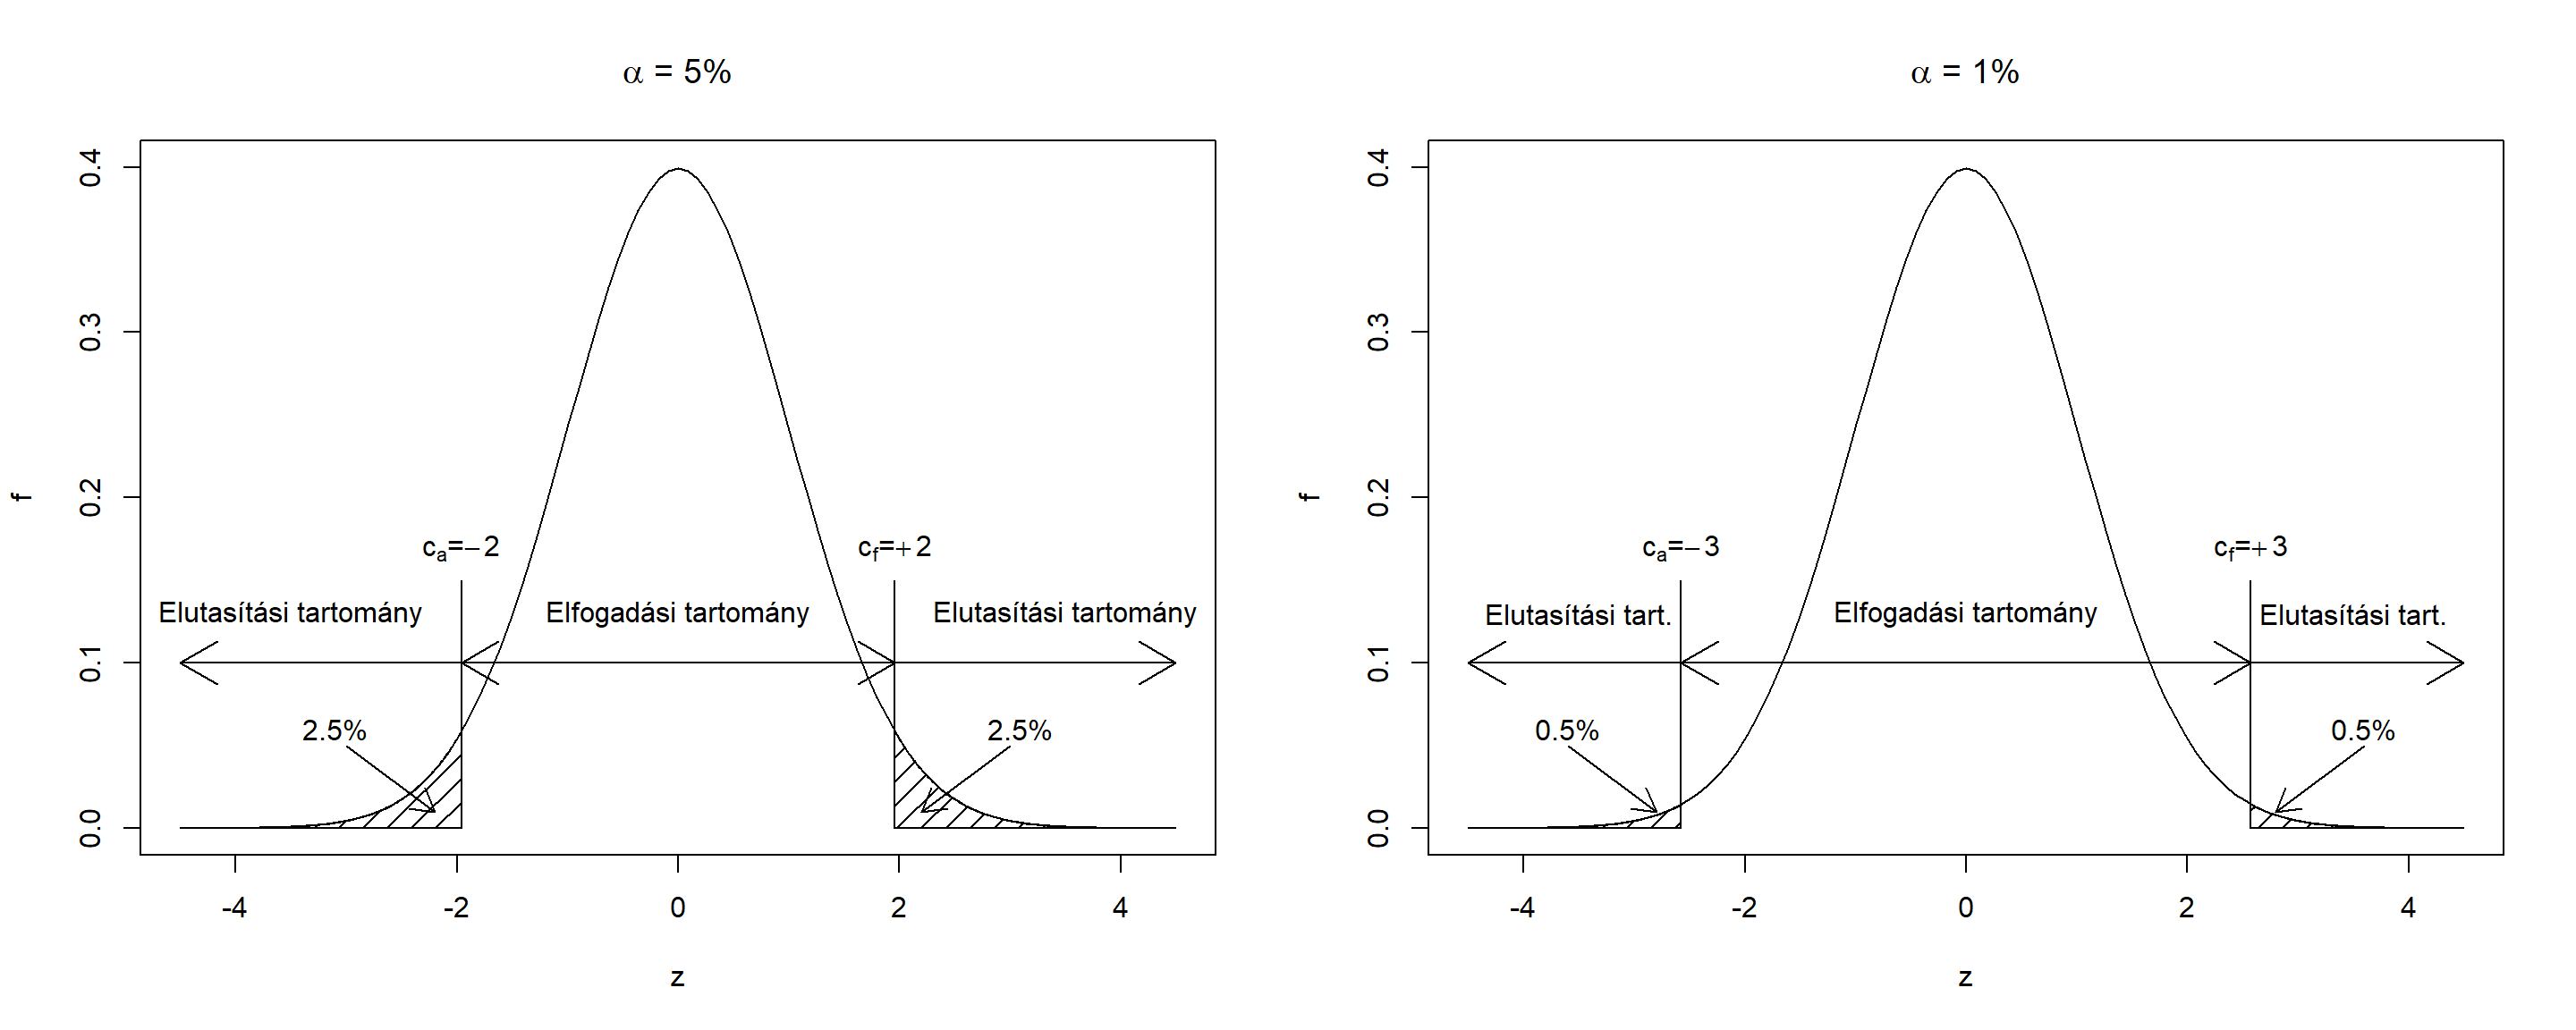 α = 5%
0.4
0.3
0.2
0.1
0.0
f
cₐ=−2
c_f=+2
Elutasítási tartomány
Elfogadási tartomány
Elutasítási tartomány
2.5%
2.5%
-4
-2
0
2
4
z
α = 1%
0.4
0.3
0.2
0.1
0.0
f
cₐ=−3
c_f=+3
Elutasítási tart.
Elfogadási tartomány
Elutasítási tart.
0.5%
0.5%
-4
-2
0
2
4
z